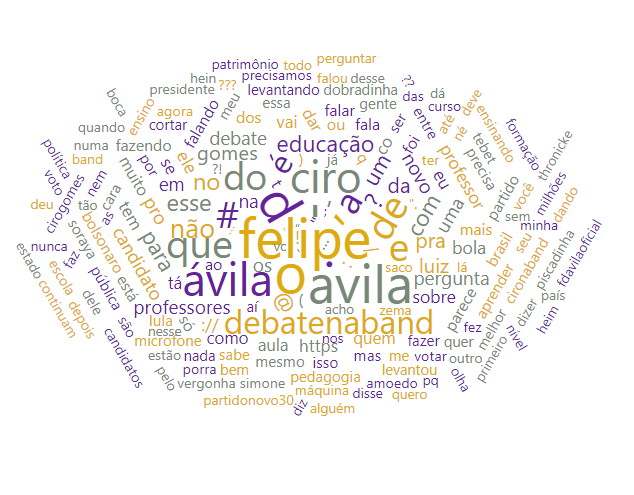 patrimônio todo perguntar
hein precisamos falou desse
presidente ??? levantando dobradinha ??
boca ensino agora meu essa gente das dá curso até deve
cortar falando dos dar falar ser entre né ensinando
quando fazendo ele debate vai ou fala co foi tebet formação
numa gomes educação já q ter eu professor precisa
política band muito por se é ) um da novo thronicke
voto cirogomes nem cara pro em no do ciro milhões
deu as tão esse na d t ' " com uma partido você dando
bolsonaro candidato tem para não # , a de sem minha
nunca soraya que felipe ´ ? e pra mais brasil seu fdavilaoficial
estado faz está vc luiz bola cironaband piscadinha
escola pública tá ao os ?! ávila o avila saco lá aprender
continuam depois dele são professores aí @ ( sobre pergunta parece dizer país
lula só :// debatenaband zema melhor
candidatos microfone nesse como acho nos quem fazer quer fez nível heim
estão nada sabe aula https mas me votar outro primeiro
pelo porra bem mesmo isso levantou olha
vergonha simone pedagogia amoedo pq
partidonovo30 máquina disse quero
diz alguém